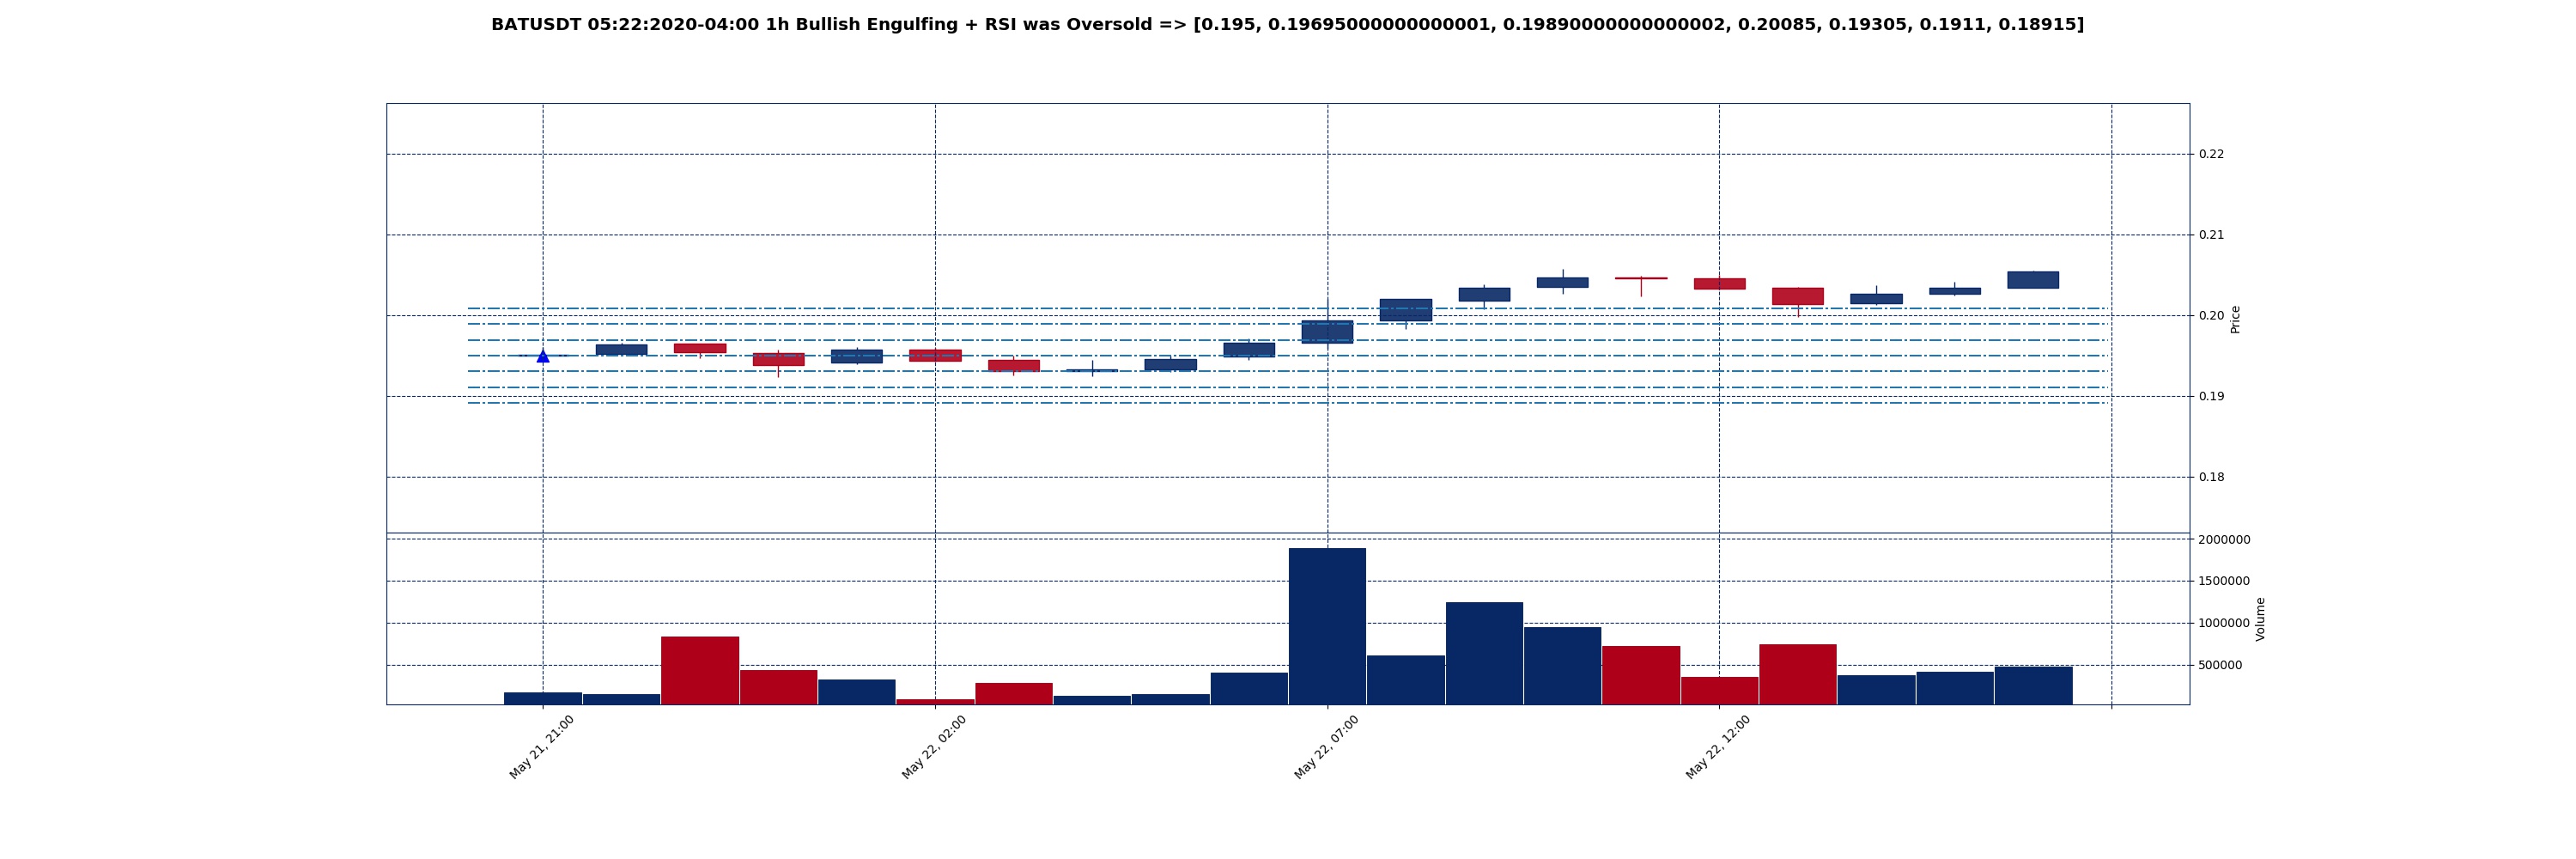 BATUSDT 05:22:2020-04:00 1h Bullish Engulfing + RSI was Oversold => [0.195, 0.19695000000000001, 0.19890000000000002, 0.20085, 0.19305, 0.1911, 0.18915]
0.22
0.21
0.20
0.19
0.18
Price
2000000
1500000
1000000
500000
Volume
May 21, 21:00
May 22, 02:00
May 22, 07:00
May 22, 12:00